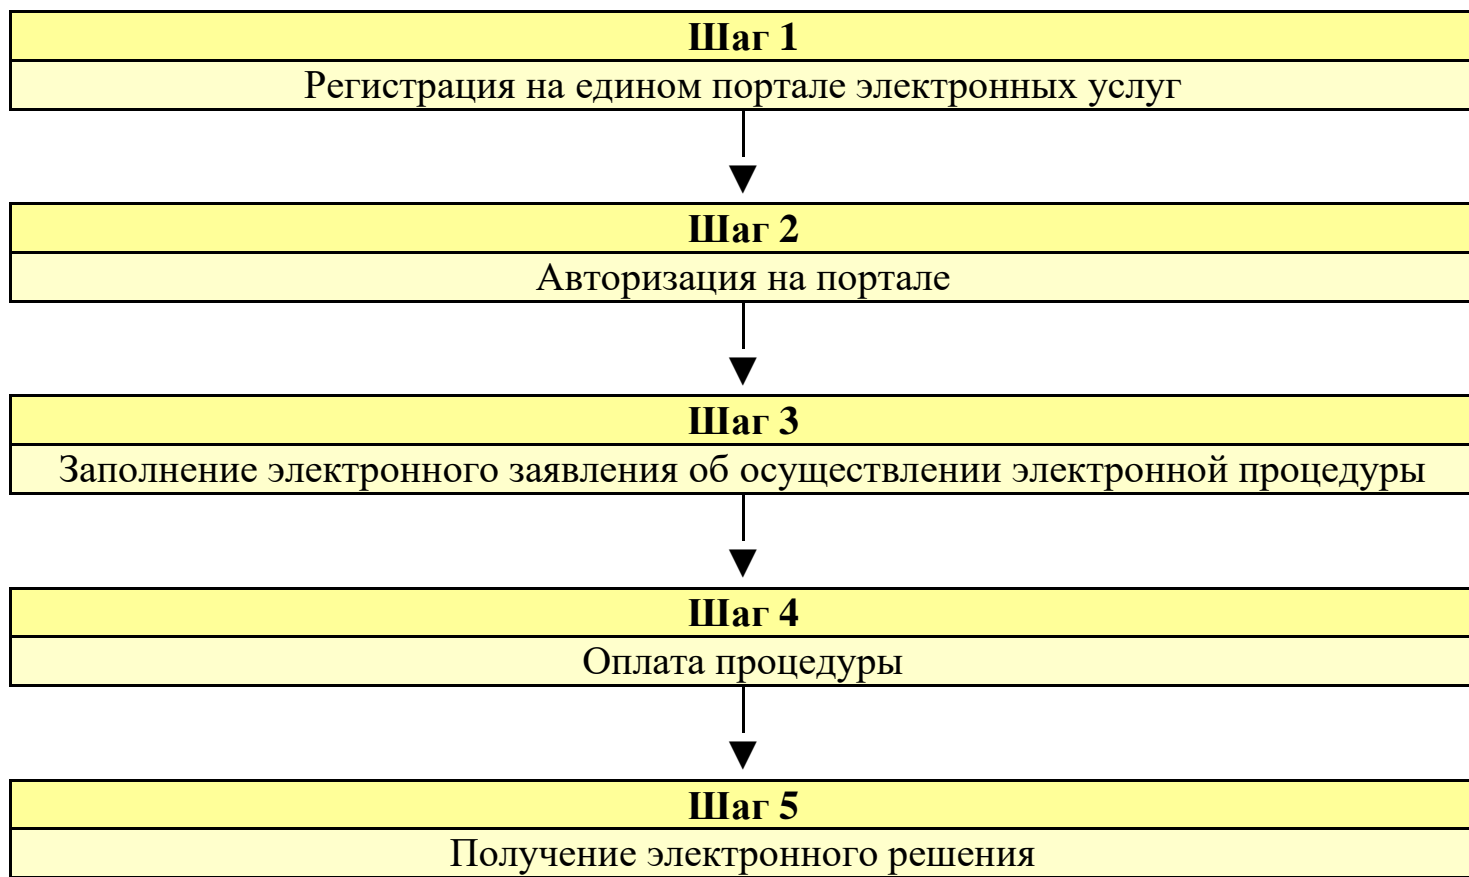 Шаг 1
Регистрация на едином портале электронных услуг
Шаг 2
Авторизация на портале
Шаг 3
Заполнение электронного заявления об осуществлении электронной процедуры
Шаг 4
Оплата процедуры
Шаг 5
Получение электронного решения